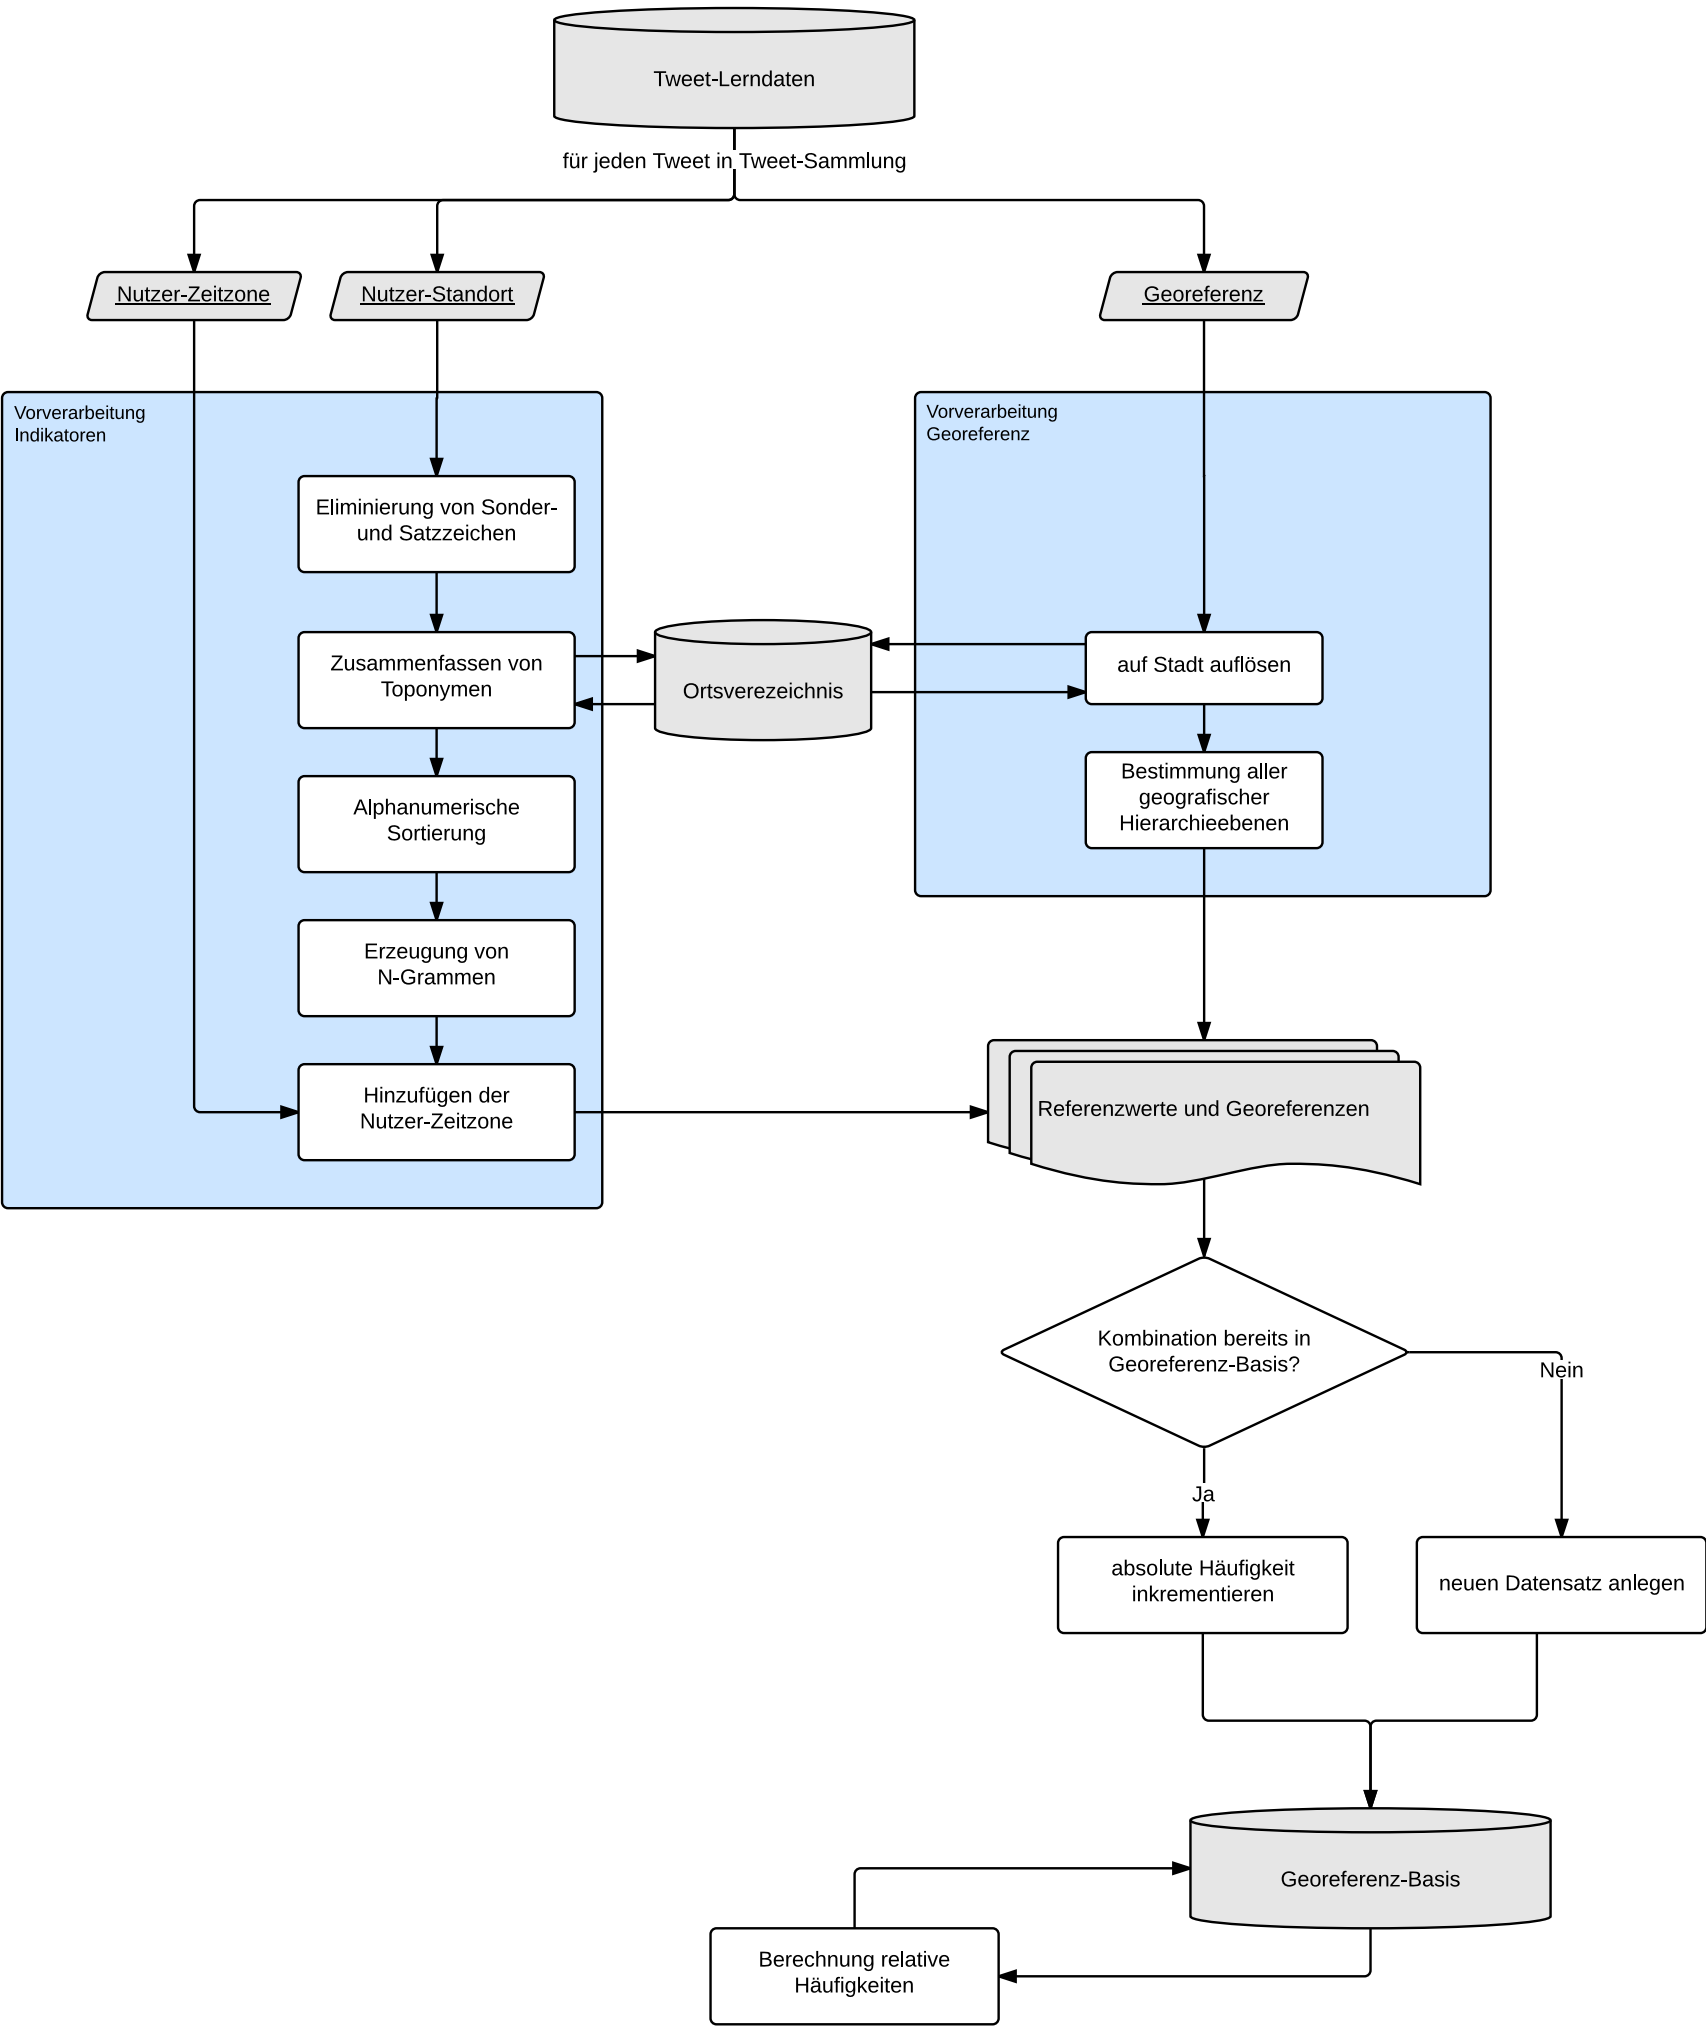 Tweet-Lerndaten
für jeden Tweet in Tweet-Sammlung
Nutzer-Zeitzone
Nutzer-Standort
Georeferenz
Vorverarbeitung
Indikatoren
Eliminierung von Sonder-
und Satzzeichen
Zusammenfassen von
Toponymen
Alphanumerische
Sortierung
Erzeugung von
N-Grammen
Hinzufügen der
Nutzer-Zeitzone
Ortsverezeichnis
Vorverarbeitung
Georeferenz
auf Stadt auflösen
Bestimmung aller
geografischer
Hierarchieebenen
Referenzwerte und Georeferenzen
Kombination bereits in
Georeferenz-Basis?
Nein
Ja
absolute Häufigkeit
inkrementieren
neuen Datensatz anlegen
Georeferenz-Basis
Berechnung relative
Häufigkeiten